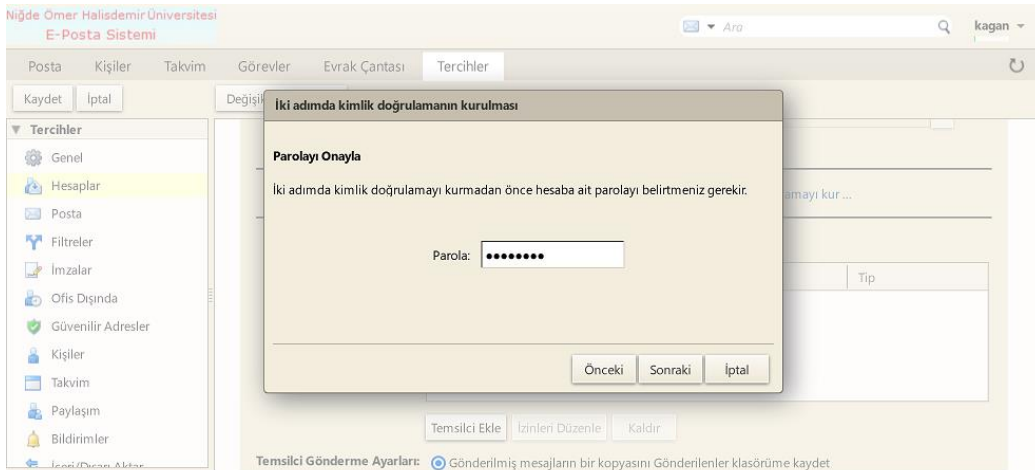 Niğde Ömer Halisdemir Üniversitesi
E-Posta Sistemi
Ara
kagan
Posta Kişiler Takvim Görevler Evrak Çantası Tercihler
Kaydet İptal
Tercihler
Genel
Hesaplar
Posta
Filtreler
İmzalar
Ofis Dışında
Güvenilir Adresler
Kişiler
Takvim
Paylaşım
Bildirimler
İki adımda kimlik doğrulamanın kurulması
Parolayı Onayla
İki adımda kimlik doğrulamayı kurmadan önce hesaba ait parolayı belirtmeniz gerekir.
Parola: ••••••••
Önceki Sonraki İptal
kur ...
Tip
Temsilci Ekle İzinleri Düzenle Kaldır
Temsilci Gönderme Ayarları: Gönderilmiş mesajların bir kopyasını Gönderilenler klasörüme kaydet